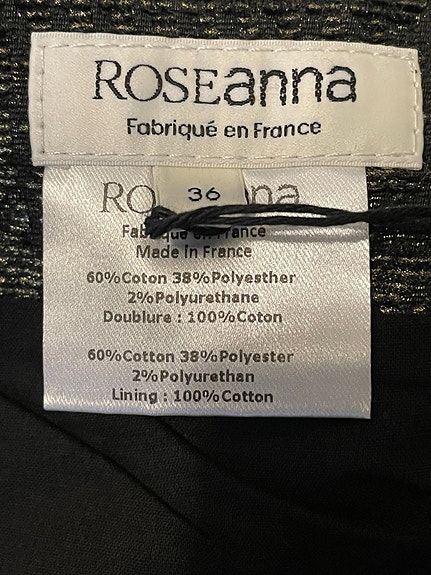 ROSEanna
Fabriqué en France
36
Made in France
60%Coton 38%Polyesther
2%Polyurethane
Doublure : 100%Coton
60%Cotton 38%Polyester
2%Polyurethan
Lining : 100%Cotton